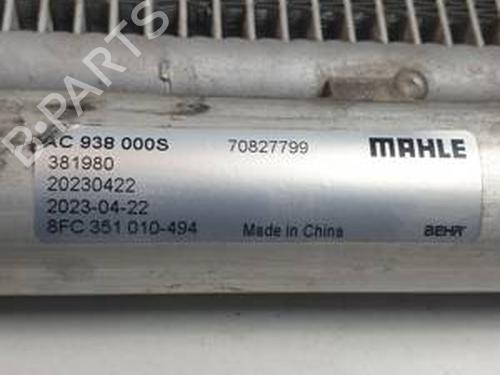 B-Parts
AC 938 000S 70827799 MAHLE
381980
20230422
2023-04-22
8FC 351 010-494 Made in China BEHR